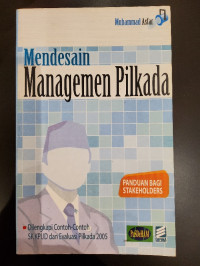 Muhammad Asfar
Mendesain
Managemen Pilkada
PANDUAN BAGI
STAKEHOLDERS
Dilengkapi Contoh-Contoh
SK KPUD dan Evaluasi Pilkada 2005